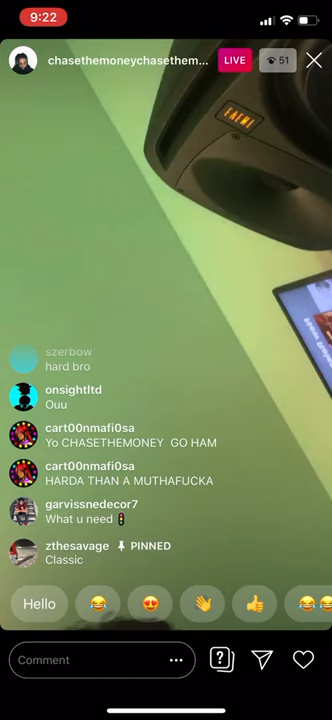 9:22
chasethemoneychasethem...
LIVE
51
szerbow
hard bro
onsightltd
Ouu
cart00nmafi0sa
Yo CHASETHEMONEY GO HAM
cart00nmafi0sa
HARDA THAN A MUTHAFUCKA
garvissnedecor7
What u need 🚦
zthesavage PINNED
Classic
Hello
Comment